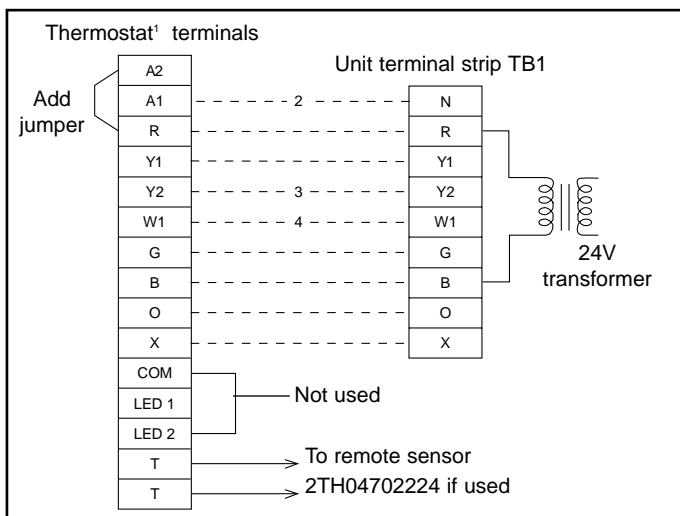 Thermostat¹ terminals
Unit terminal strip TB1
Add
jumper
A2
A1
R
Y1
Y2
W1
G
B
O
X
COM
LED 1
LED 2
T
T
2
3
4
N
R
Y1
Y2
W1
G
B
O
X
24V
transformer
Not used
To remote sensor
2TH04702224 if used